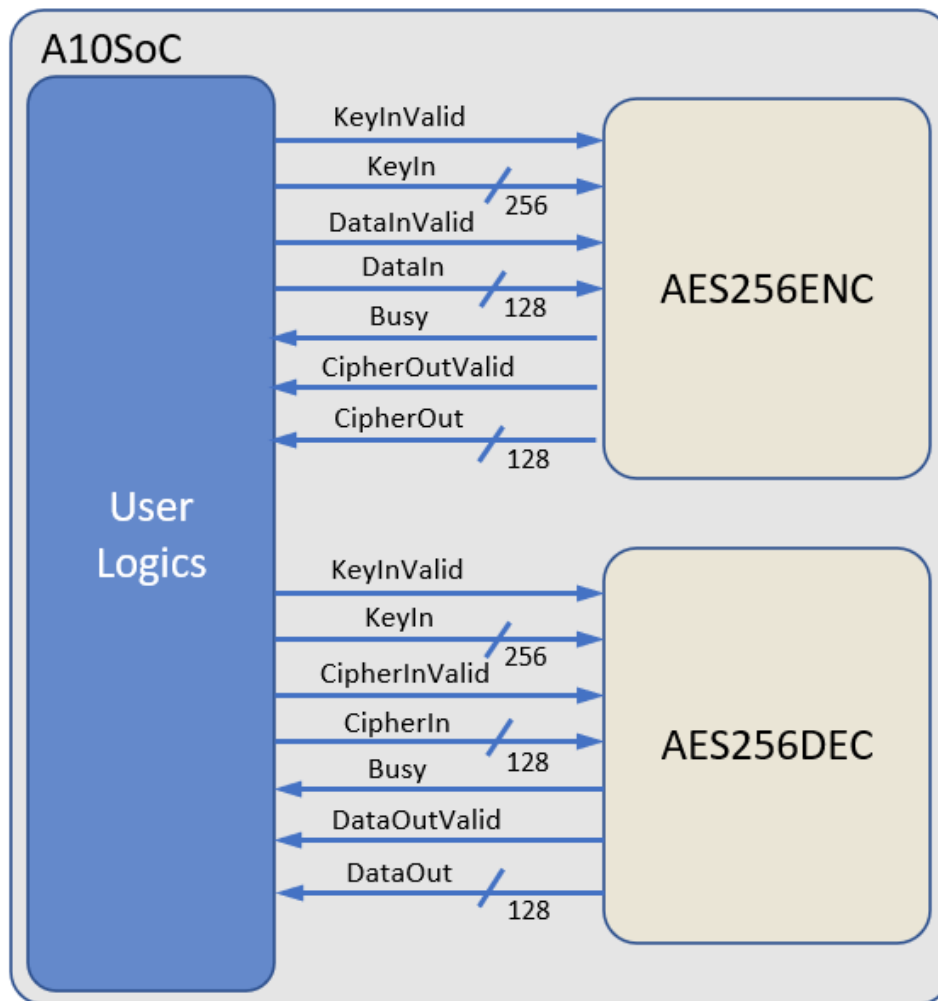 A10SoC
KeyInValid
KeyIn
256
DataInValid
DataIn
128
Busy
CipherOutValid
CipherOut
128
AES256ENC
User
Logics
KeyInValid
KeyIn
256
CipherInValid
CipherIn
128
Busy
DataOutValid
DataOut
128
AES256DEC